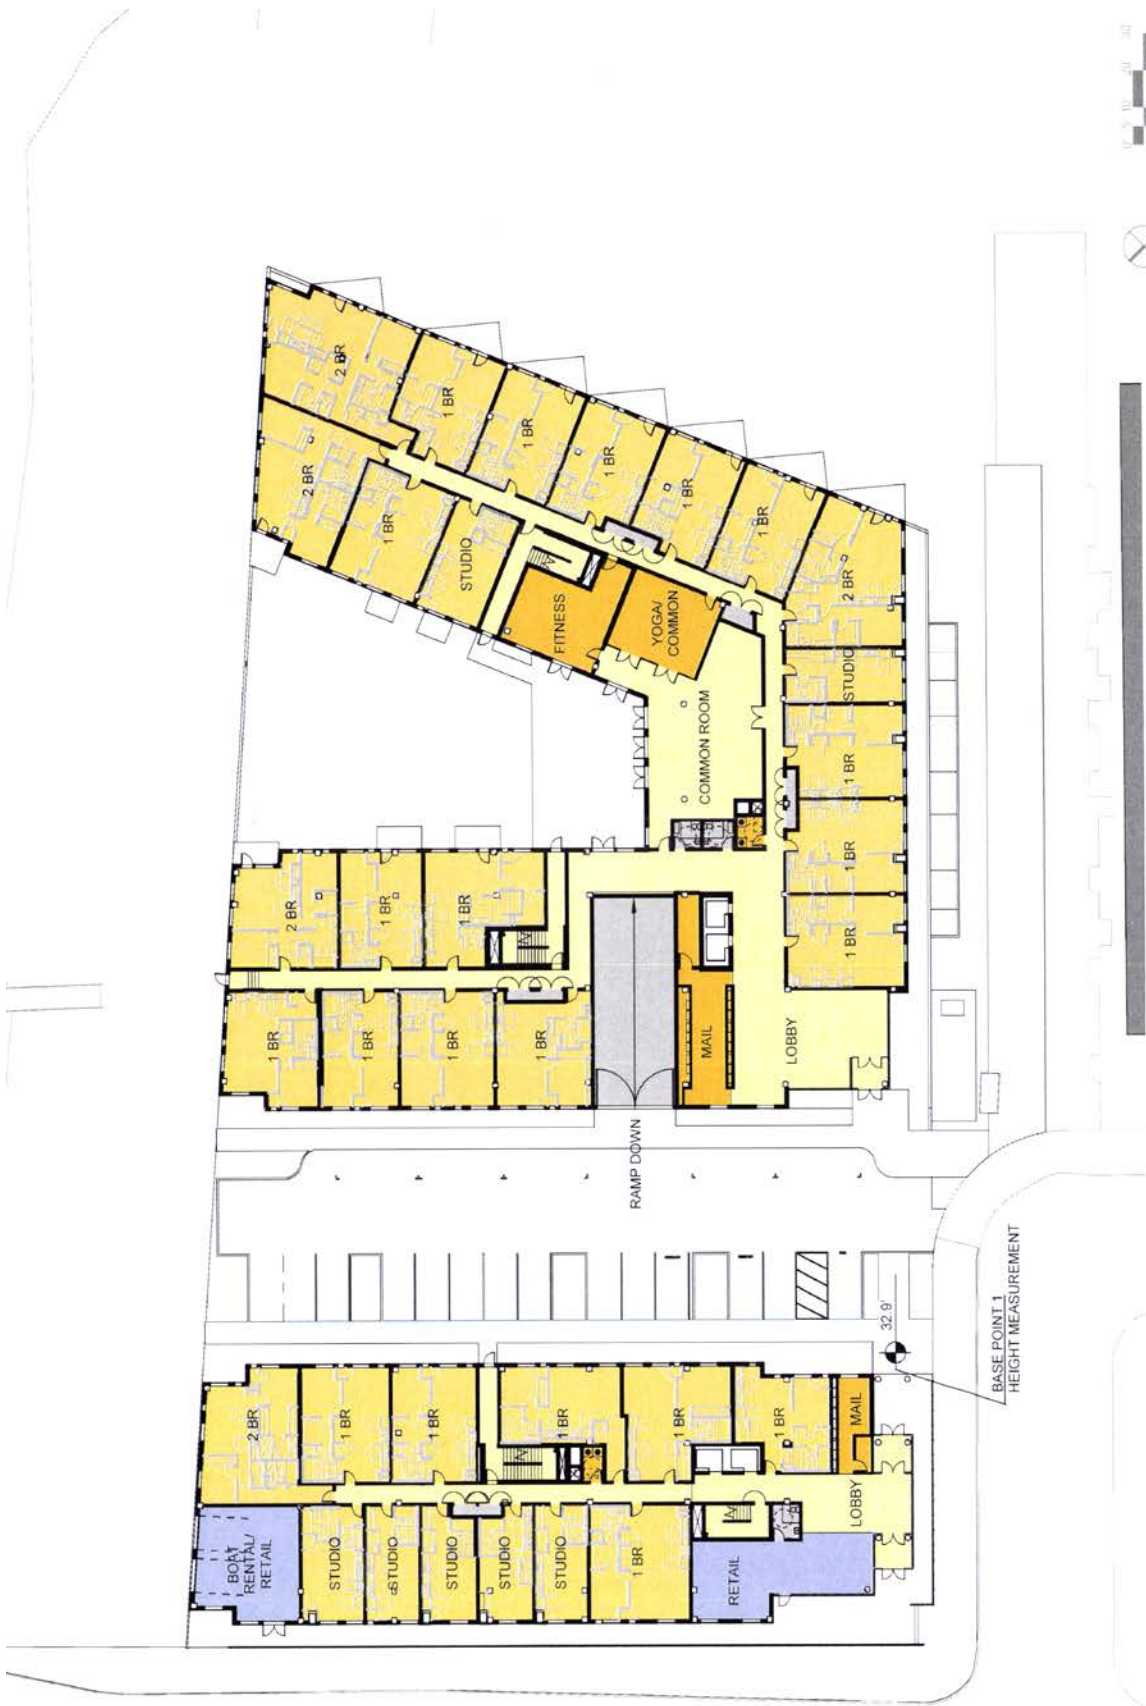 2 BR
1 BR
1 BR
1 BR
1 BR
1 BR
2 BR
2 BR
1 BR
STUDIO
FITNESS
YOGA/
COMMON
COMMON ROOM
STUDIO
1 BR
1 BR
1 BR
2 BR
1 BR
1 BR
1 BR
1 BR
1 BR
1 BR
MAIL
LOBBY
RAMP DOWN
32.9'
BASE POINT 1
HEIGHT MEASUREMENT
2 BR
1 BR
1 BR
1 BR
1 BR
1 BR
MAIL
LOBBY
BOAT
RENTAL/
RETAIL
STUDIO
STUDIO
STUDIO
STUDIO
STUDIO
1 BR
RETAIL